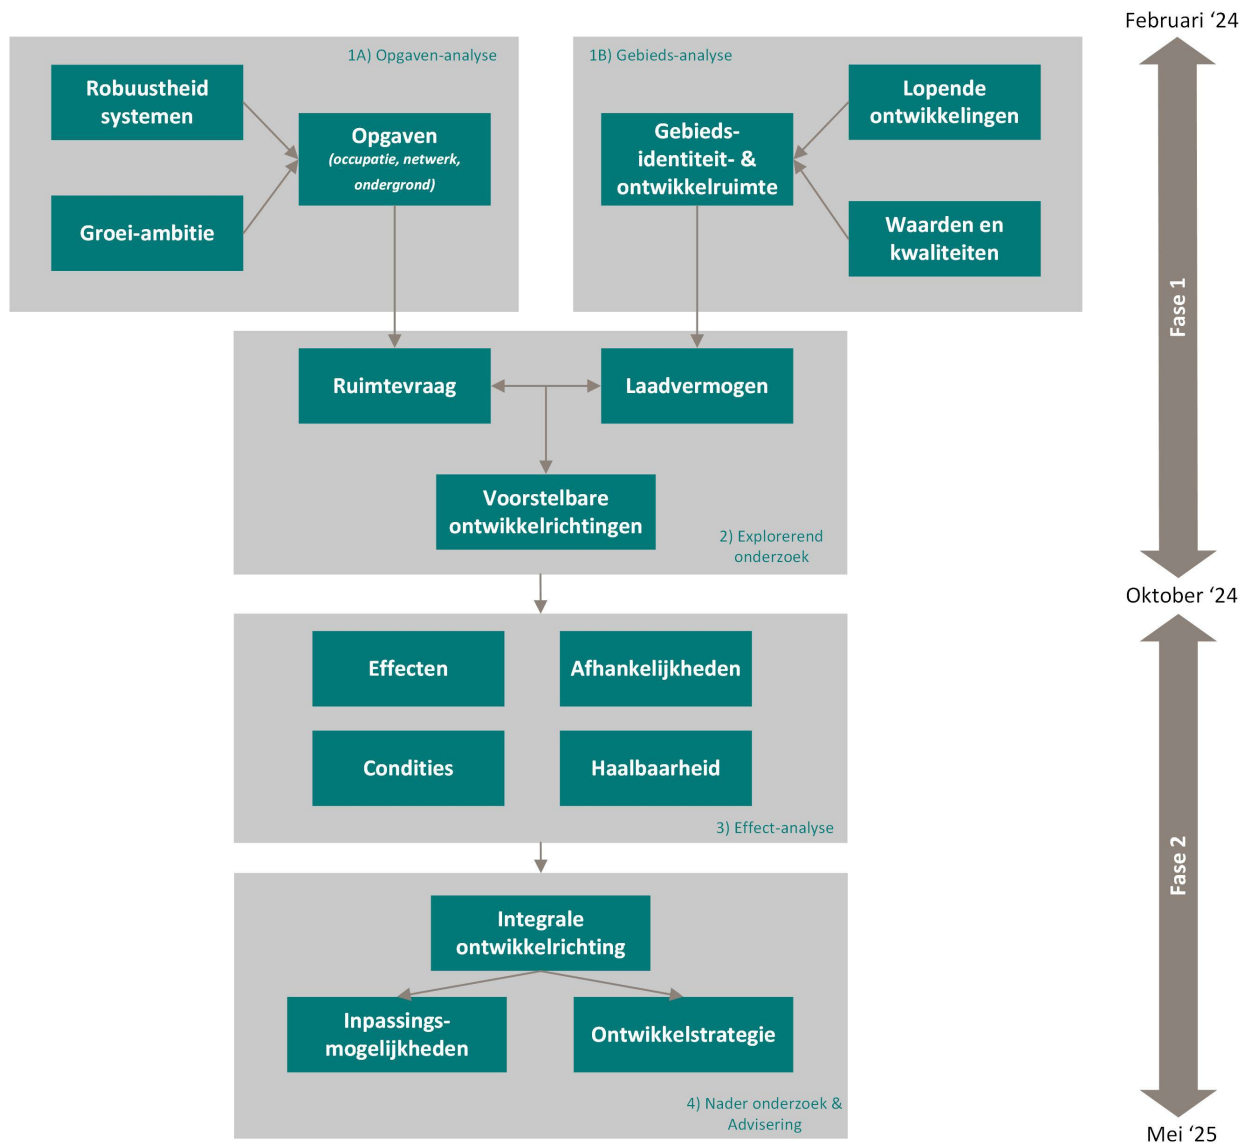 Februari ‘24
1A) Opgaven-analyse
Robuustheid
systemen
Opgaven
(occupatie, netwerk,
ondergrond)
Groei-ambitie
1B) Gebieds-analyse
Lopende
ontwikkelingen
Gebieds-
identiteit- &
ontwikkelruimte
Waarden en
kwaliteiten
Fase 1
Ruimtevraag
Laadvermogen
Voorstelbare
ontwikkelrichtingen
2) Explorerend
onderzoek
Oktober ‘24
Effecten
Afhankelijkheden
Condities
Haalbaarheid
3) Effect-analyse
Fase 2
Integrale
ontwikkelrichting
Inpassings-
mogelijkheden
Ontwikkelstrategie
4) Nader onderzoek &
Advisering
Mei ‘25